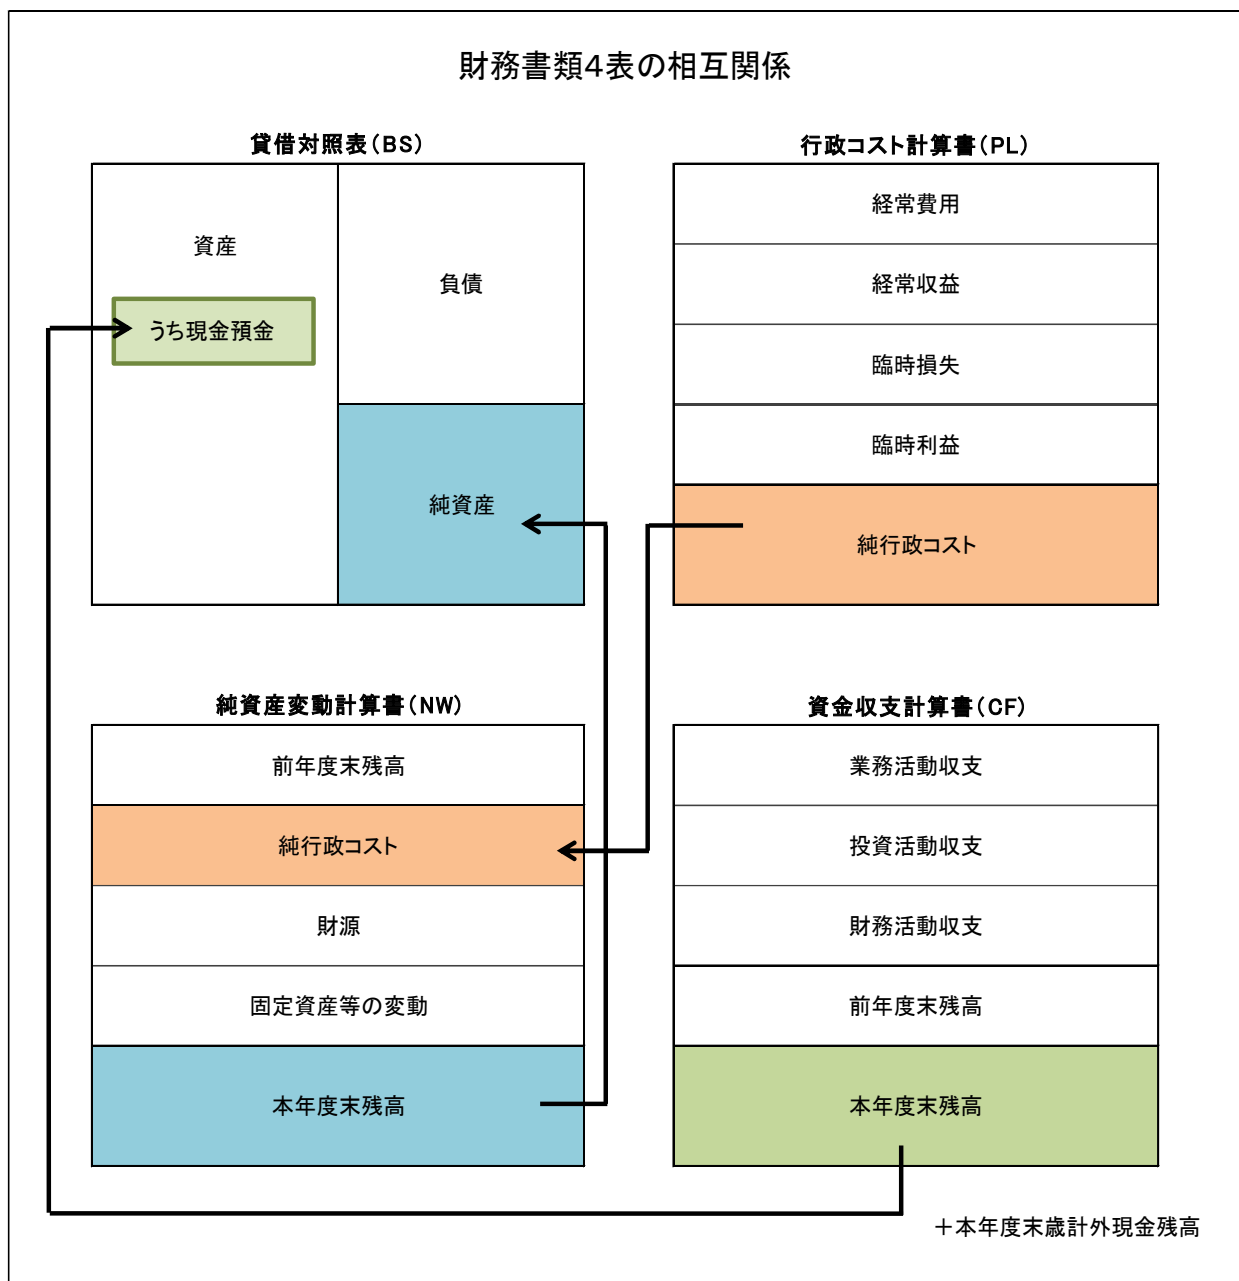 財務書類4表の相互関係
貸借対照表(BS)
資産
うち現金預金
負債
純資産
行政コスト計算書(PL)
経常費用
経常収益
臨時損失
臨時利益
純行政コスト
純資産変動計算書(NW)
前年度末残高
純行政コスト
財源
固定資産等の変動
本年度末残高
資金収支計算書(CF)
業務活動収支
投資活動収支
財務活動収支
前年度末残高
本年度末残高
+本年度末歳計外現金残高